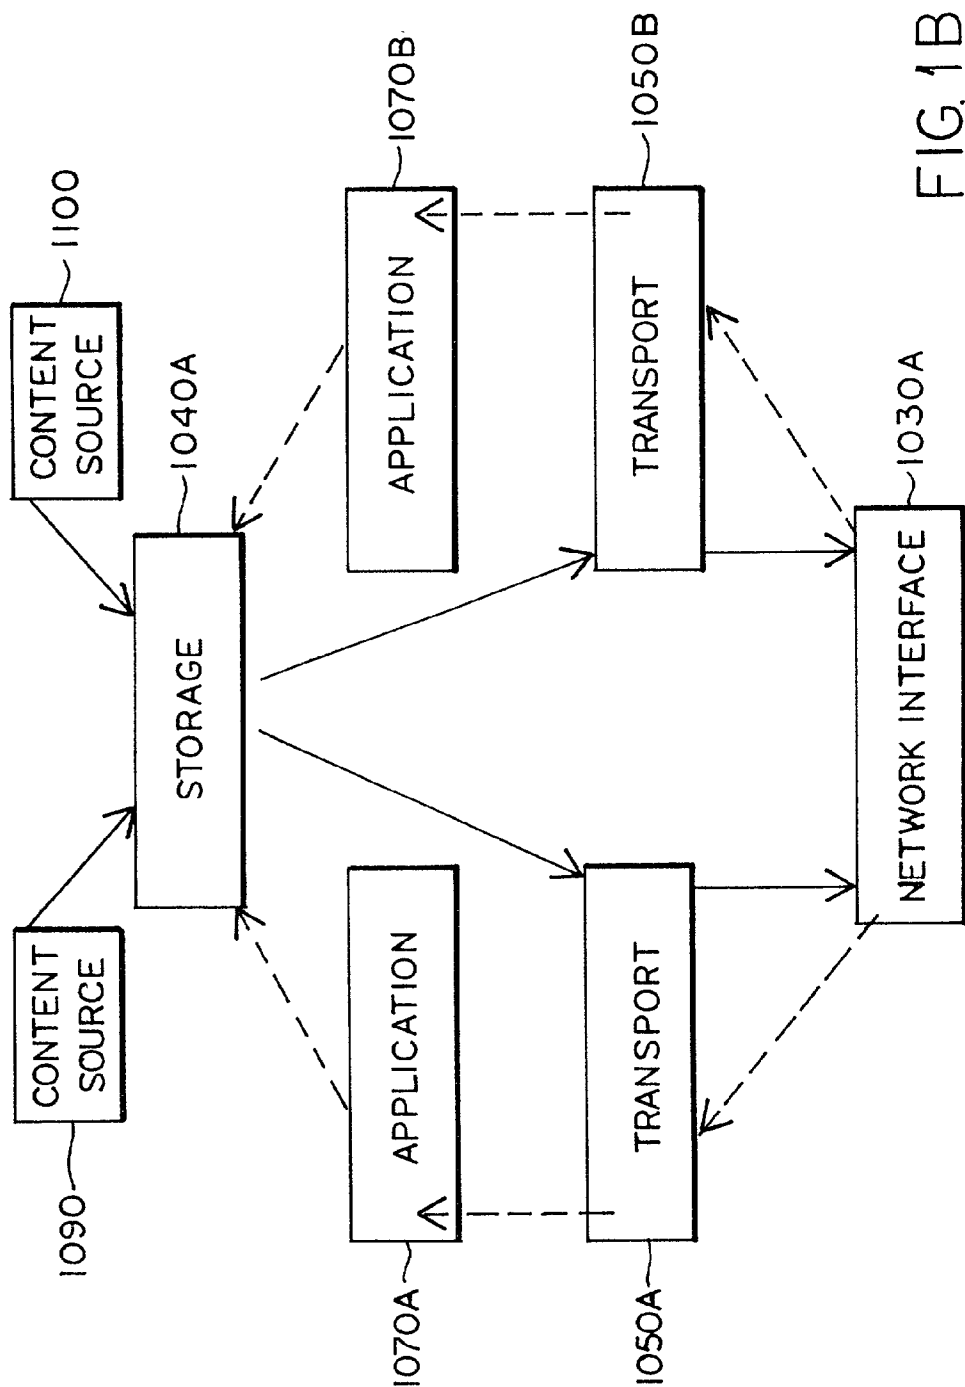 1090
CONTENT
SOURCE
CONTENT
SOURCE
1100
STORAGE
1040A
1070A
APPLICATION
APPLICATION
1070B
1050A
TRANSPORT
TRANSPORT
1050B
NETWORK INTERFACE
1030A
FIG. 1B